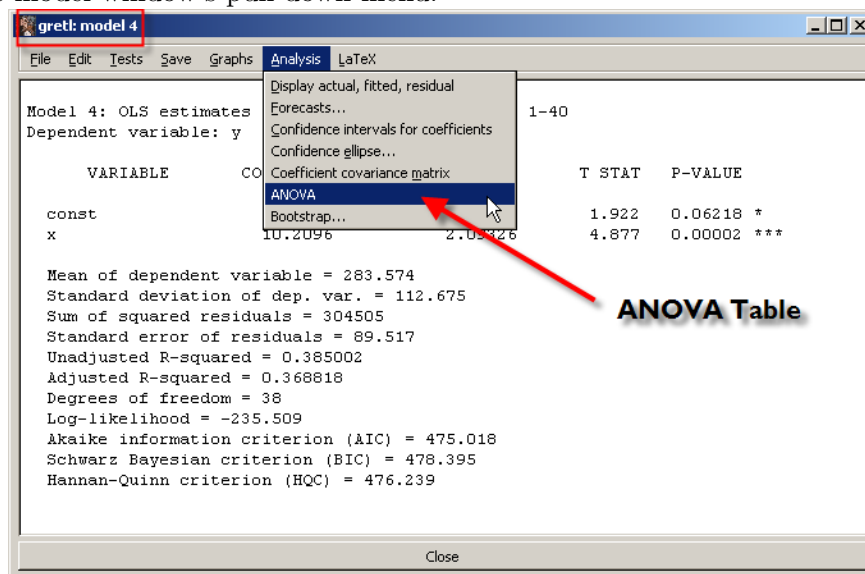 model window's pull-down menu.
gretl: model 4
File Edit Tests Save Graphs Analysis LaTeX
Display actual, fitted, residual
Model 4: OLS estimates Forecasts... 1-40
Dependent variable: y Confidence intervals for coefficients
Confidence ellipse...
VARIABLE CO Coefficient covariance matrix T STAT P-VALUE
ANOVA
const Bootstrap... 1.922 0.06218 *
x 10.2096 2.09326 4.877 0.00002 ***
Mean of dependent variable = 283.574
Standard deviation of dep. var. = 112.675
ANOVA Table
Sum of squared residuals = 304505
Standard error of residuals = 89.517
Unadjusted R-squared = 0.385002
Adjusted R-squared = 0.368818
Degrees of freedom = 38
Log-likelihood = -235.509
Akaike information criterion (AIC) = 475.018
Schwarz Bayesian criterion (BIC) = 478.395
Hannan-Quinn criterion (HQC) = 476.239
Close